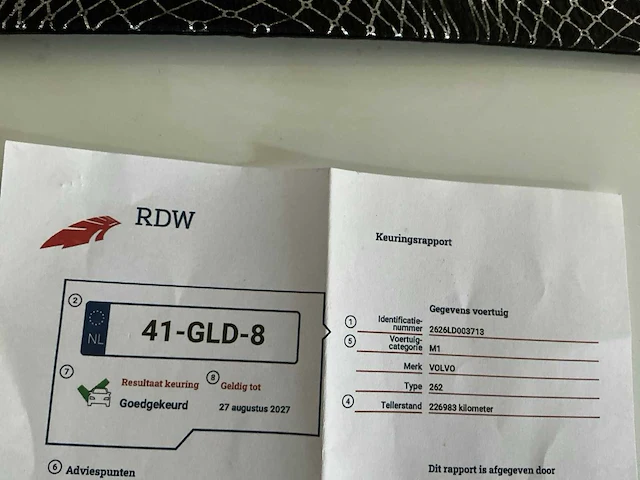 RDW
Keuringsrapport
② NL 41-GLD-8
⑦ Resultaat keuring
Goedgekeurd
⑧ Geldig tot
27 augustus 2027
⑥ Adviespunten
Gegevens voertuig
① Identificatie-
nummer 2626LD003713
⑤ Voertuig-
categorie M1
Merk VOLVO
Type 262
④ Tellerstand 226983 kilometer
Dit rapport is afgegeven door